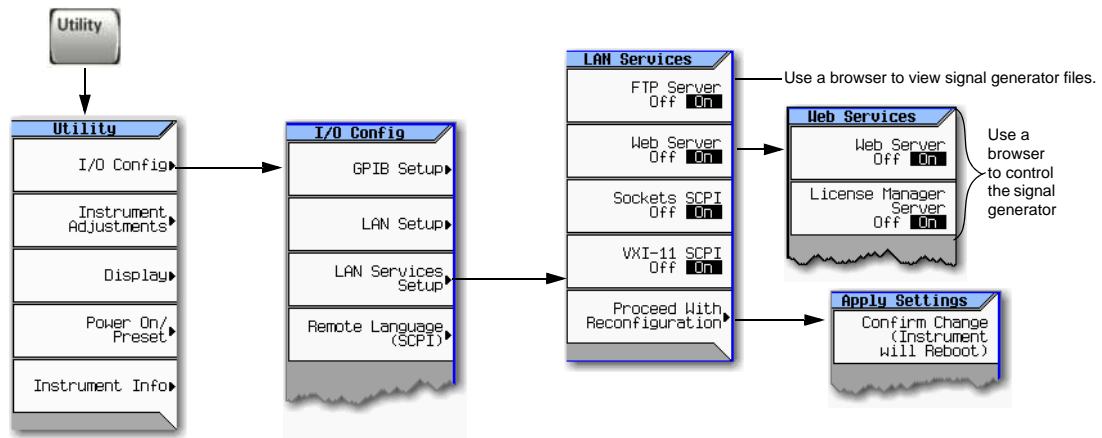 Utility
Utility
I/O Config
Instrument
Adjustments
Display
Power On/
Preset
Instrument Info
I/O Config
GPIB Setup
LAN Setup
LAN Services
Setup
Remote Language
(SCPI)
LAN Services
FTP Server
Off On
Web Server
Off On
Sockets SCPI
Off On
VXI-11 SCPI
Off On
Proceed With
Reconfiguration
Use a browser to view signal generator files.
Web Services
Web Server
Off On
License Manager
Server
Off On
Use a
browser
to control
the signal
generator
Apply Settings
Confirm Change
(Instrument
will Reboot)